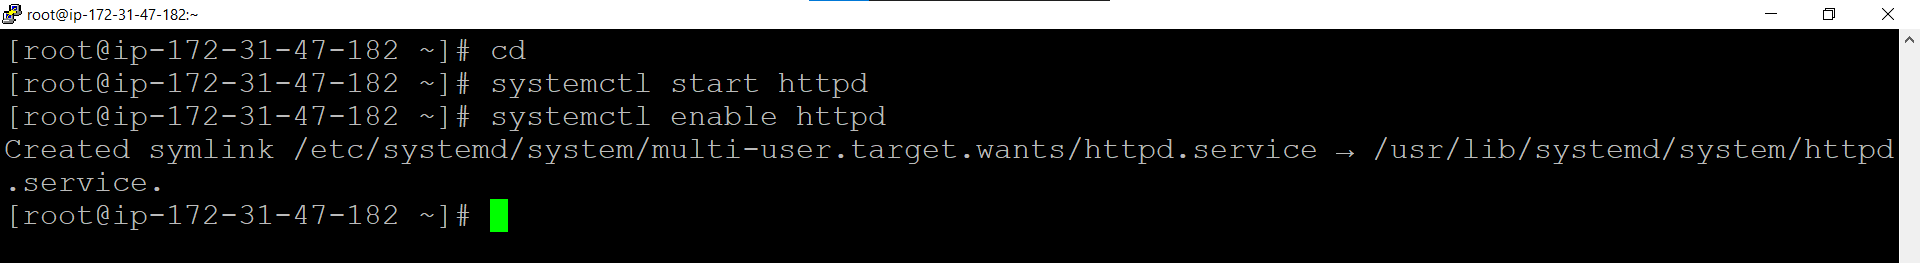 root@ip-172-31-47-182:~
[root@ip-172-31-47-182 ~]# cd
[root@ip-172-31-47-182 ~]# systemctl start httpd
[root@ip-172-31-47-182 ~]# systemctl enable httpd
Created symlink /etc/systemd/system/multi-user.target.wants/httpd.service → /usr/lib/systemd/system/httpd
.service.
[root@ip-172-31-47-182 ~]#